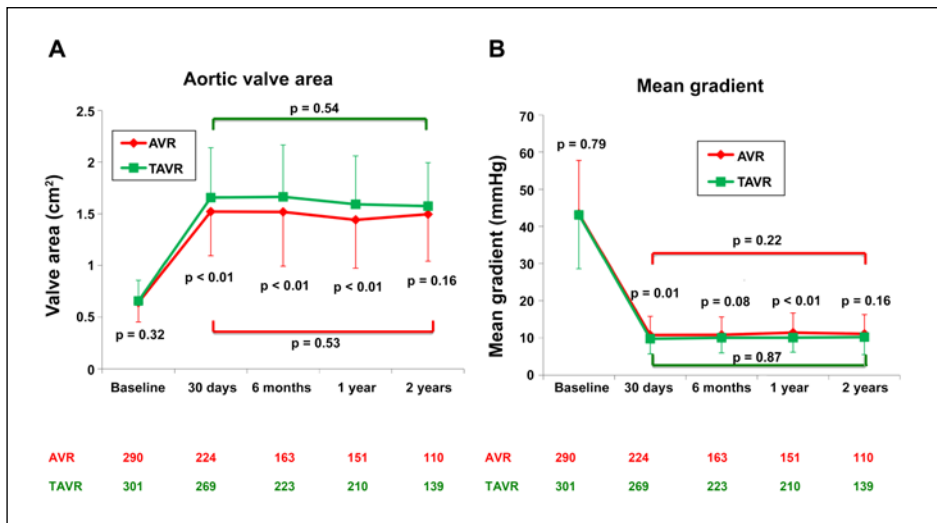 A
Aortic valve area
p = 0.54
2.5
2
1.5
1
0.5
0
Valve area (cm²)
AVR
TAVR
p < 0.01
p < 0.01
p < 0.01
p = 0.16
p = 0.32
p = 0.53
Baseline 30 days 6 months 1 year 2 years
AVR 290 224 163 151 110
TAVR 301 269 223 210 139
B
Mean gradient
70
60
50
40
30
20
10
0
Mean gradient (mmHg)
p = 0.79
AVR
TAVR
p = 0.22
p = 0.01
p = 0.08
p < 0.01
p = 0.16
p = 0.87
Baseline 30 days 6 months 1 year 2 years
AVR 290 224 163 151 110
TAVR 301 269 223 210 139